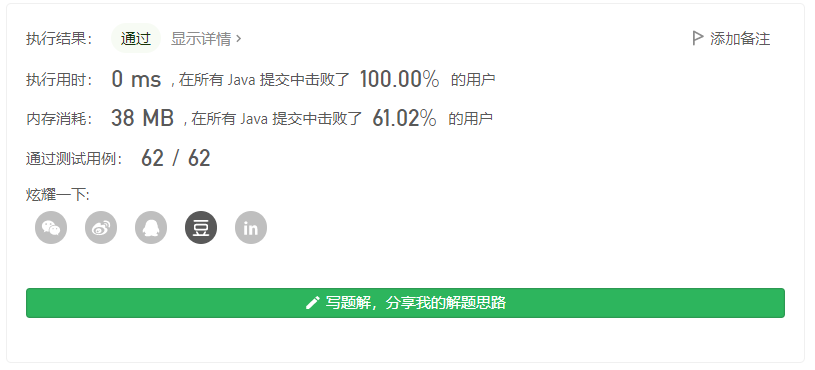 执行结果： 通过 显示详情 › 添加备注
执行用时： 0 ms , 在所有 Java 提交中击败了 100.00% 的用户
内存消耗： 38 MB , 在所有 Java 提交中击败了 61.02% 的用户
通过测试用例： 62 / 62
炫耀一下:
豆 in
写题解，分享我的解题思路